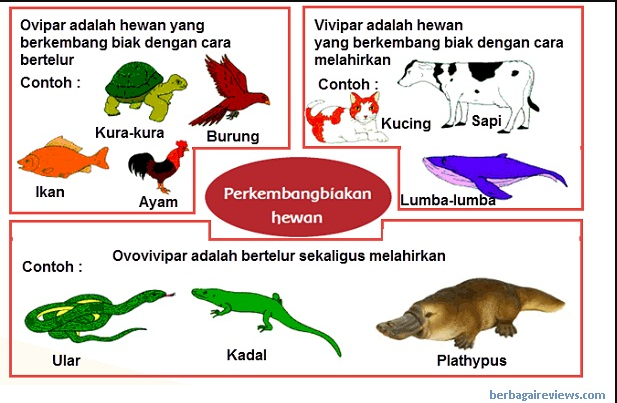 Ovipar adalah hewan yang
berkembang biak dengan cara
bertelur
Contoh :
Kura-kura
Burung
Ikan
Ayam
Vivipar adalah hewan
yang berkembang biak dengan cara
melahirkan
Contoh :
Kucing
Sapi
Lumba-lumba
Perkembangbiakan
hewan
Ovovivipar adalah bertelur sekaligus melahirkan
Contoh :
Ular
Kadal
Plathypus
berbagaireviews.com